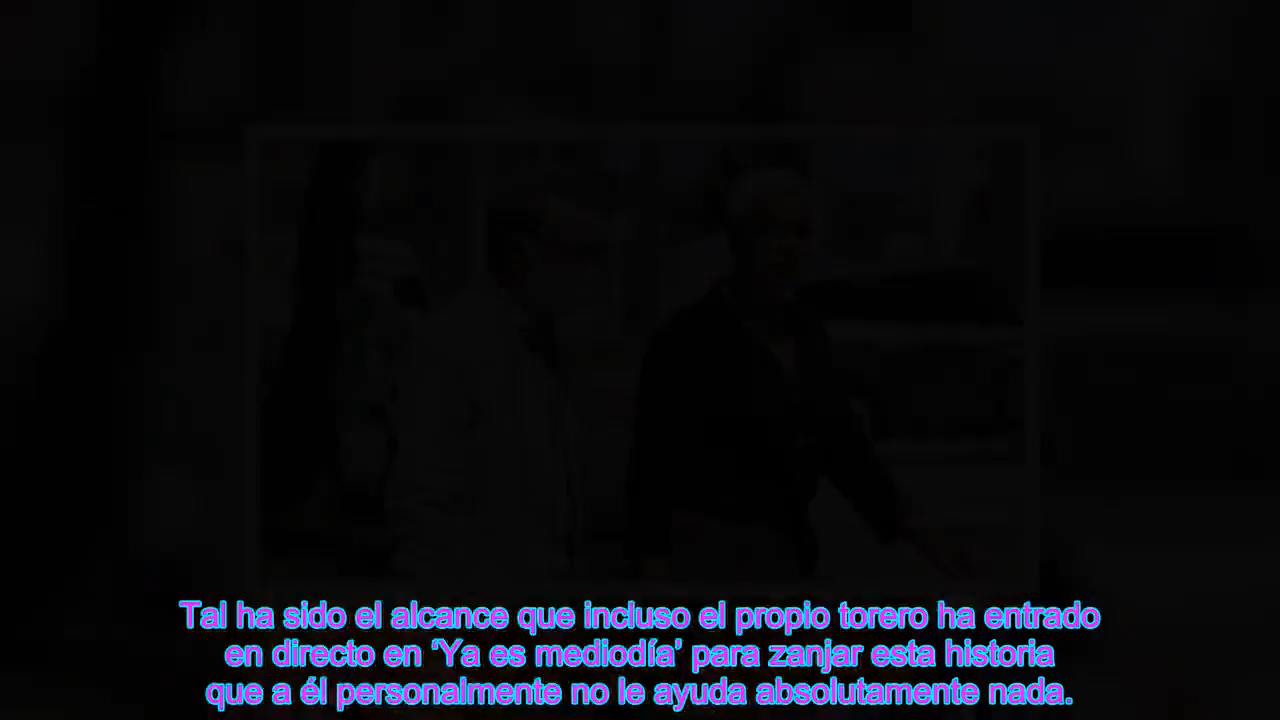 Tal ha sido el alcance que incluso el propio torero ha entrado
en directo en ‘Ya es mediodía’ para zanjar esta historia
que a él personalmente no le ayuda absolutamente nada.